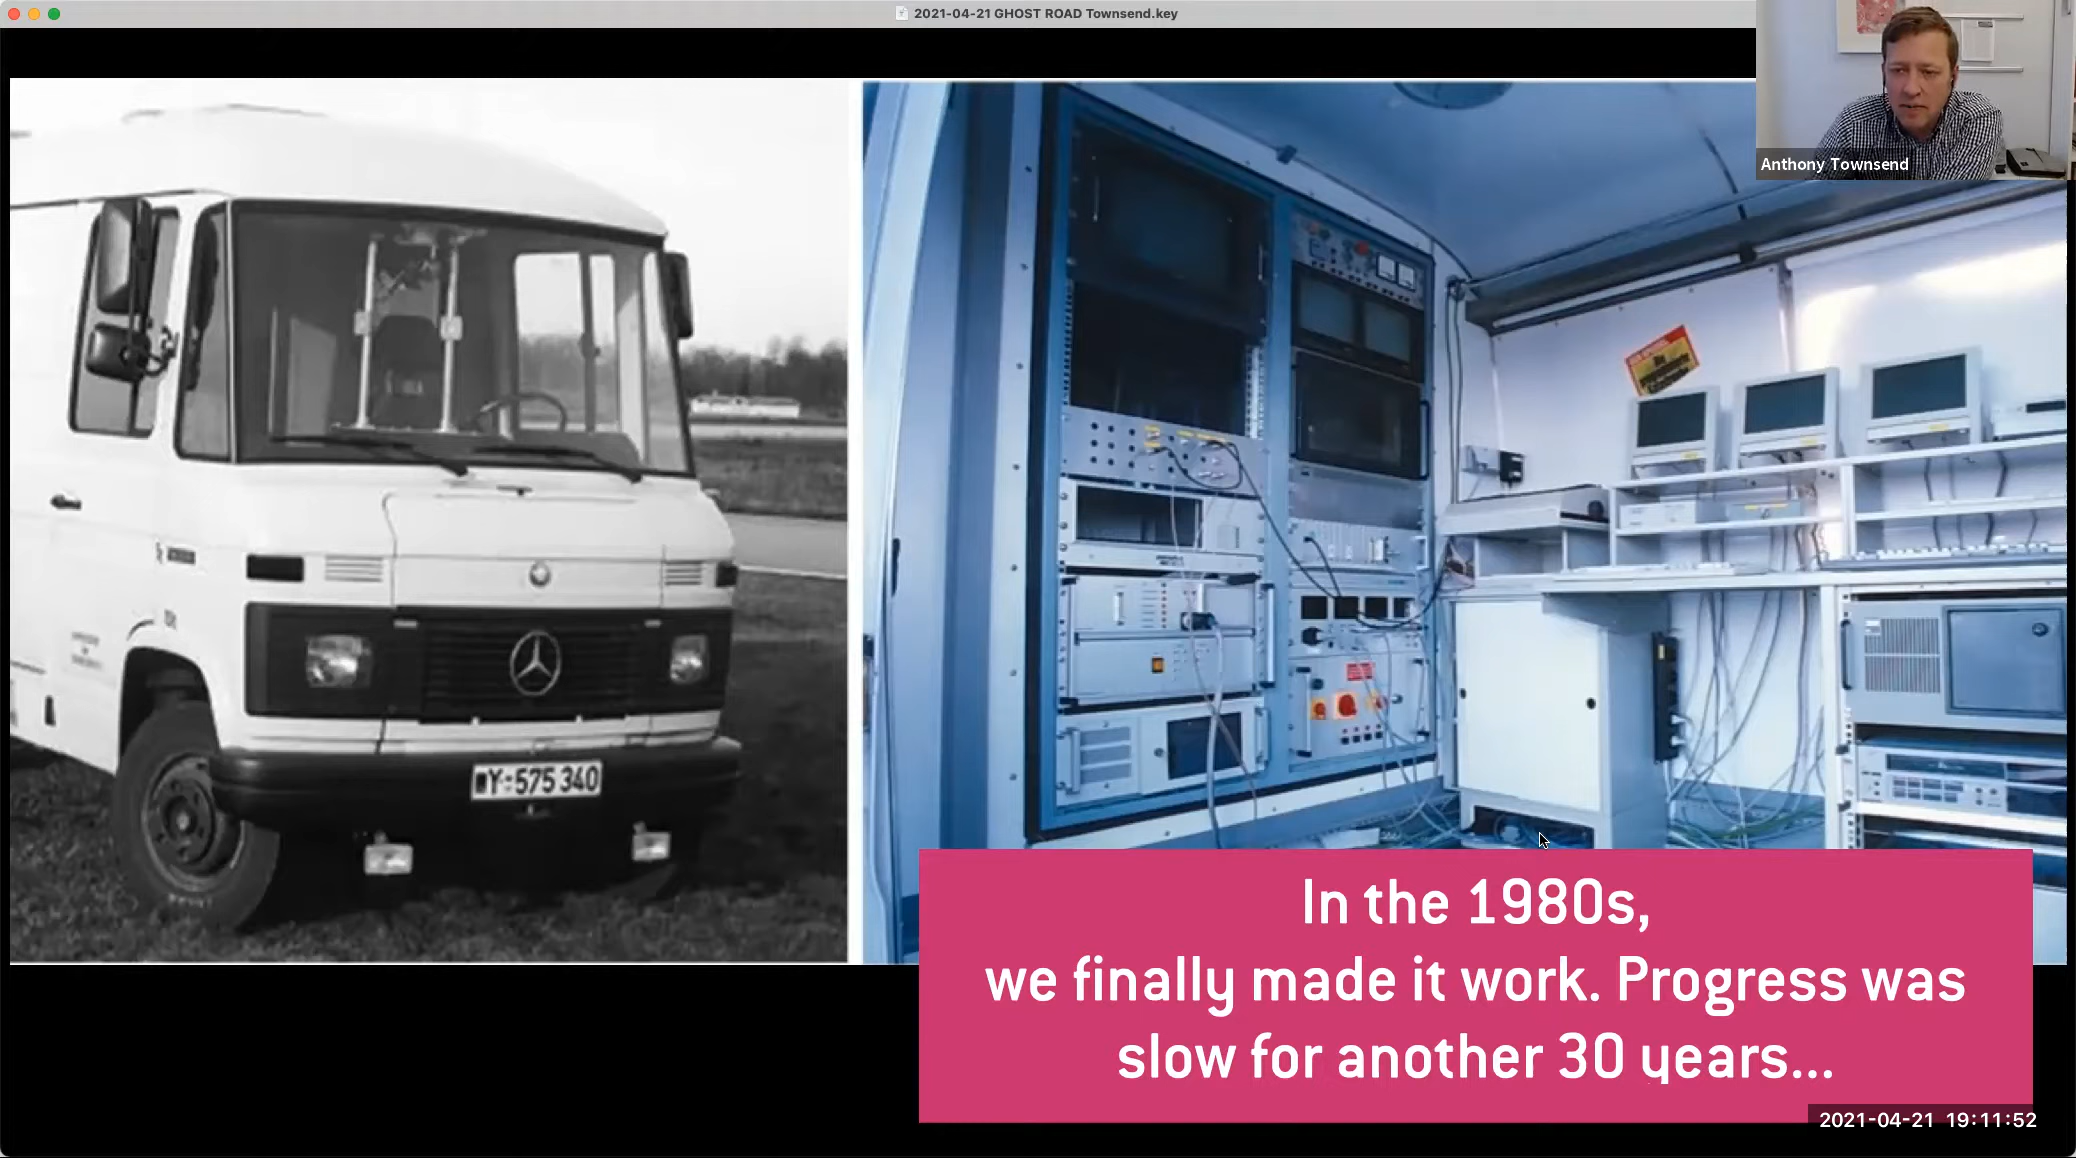 2021-04-21 GHOST ROAD Townsend.key
Anthony Townsend
Y-575 340
In the 1980s,
we finally made it work. Progress was
slow for another 30 years...
2021-04-21 19:11:52